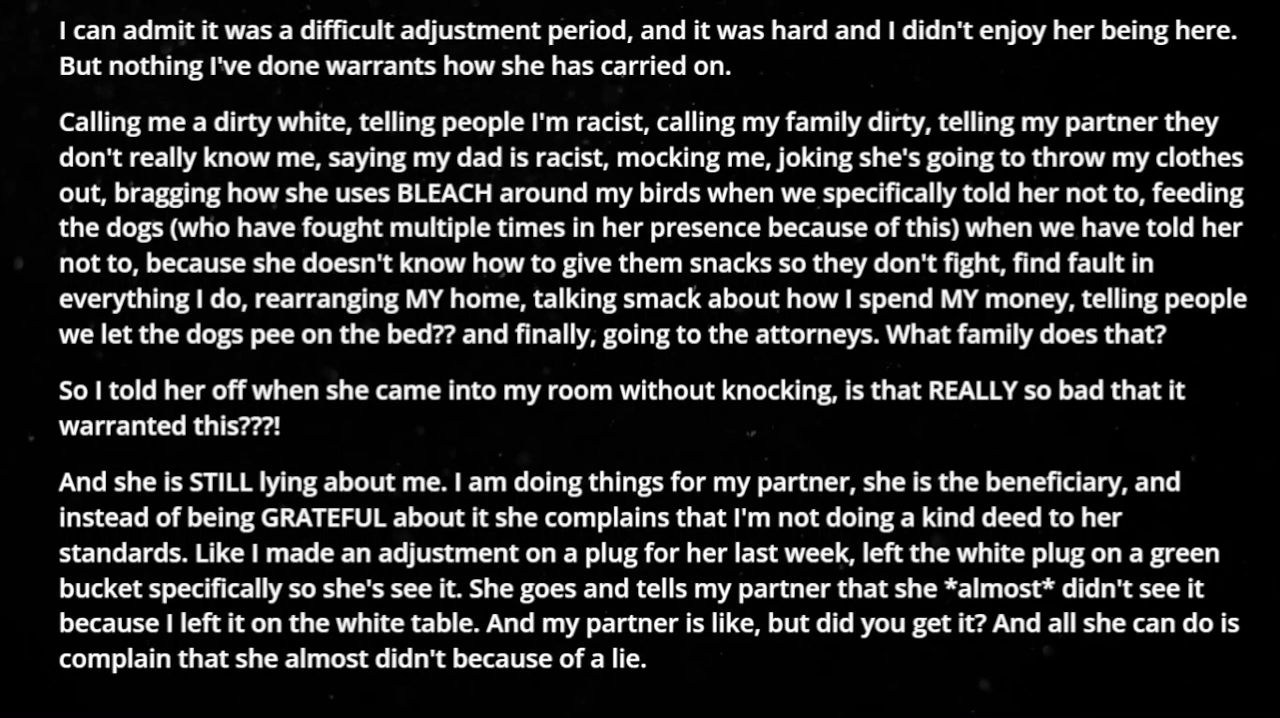 I can admit it was a difficult adjustment period, and it was hard and I didn't enjoy her being here.
But nothing I've done warrants how she has carried on.
Calling me a dirty white, telling people I'm racist, calling my family dirty, telling my partner they
don't really know me, saying my dad is racist, mocking me, joking she's going to throw my clothes
out, bragging how she uses BLEACH around my birds when we specifically told her not to, feeding
the dogs (who have fought multiple times in her presence because of this) when we have told her
not to, because she doesn't know how to give them snacks so they don't fight, find fault in
everything I do, rearranging MY home, talking smack about how I spend MY money, telling people
we let the dogs pee on the bed?? and finally, going to the attorneys. What family does that?
So I told her off when she came into my room without knocking, is that REALLY so bad that it
warranted this???!
And she is STILL lying about me. I am doing things for my partner, she is the beneficiary, and
instead of being GRATEFUL about it she complains that I'm not doing a kind deed to her
standards. Like I made an adjustment on a plug for her last week, left the white plug on a green
bucket specifically so she's see it. She goes and tells my partner that she *almost* didn't see it
because I left it on the white table. And my partner is like, but did you get it? And all she can do is
complain that she almost didn't because of a lie.